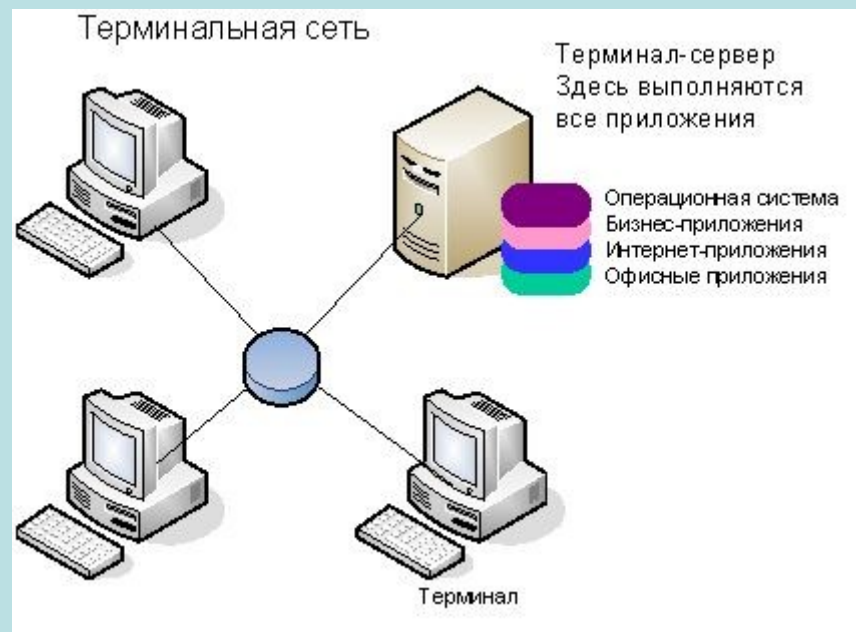 Терминальная сеть
Терминал-сервер
Здесь выполняются
все приложения
Операционная система
Бизнес-приложения
Интернет-приложения
Офисные приложения
Терминал